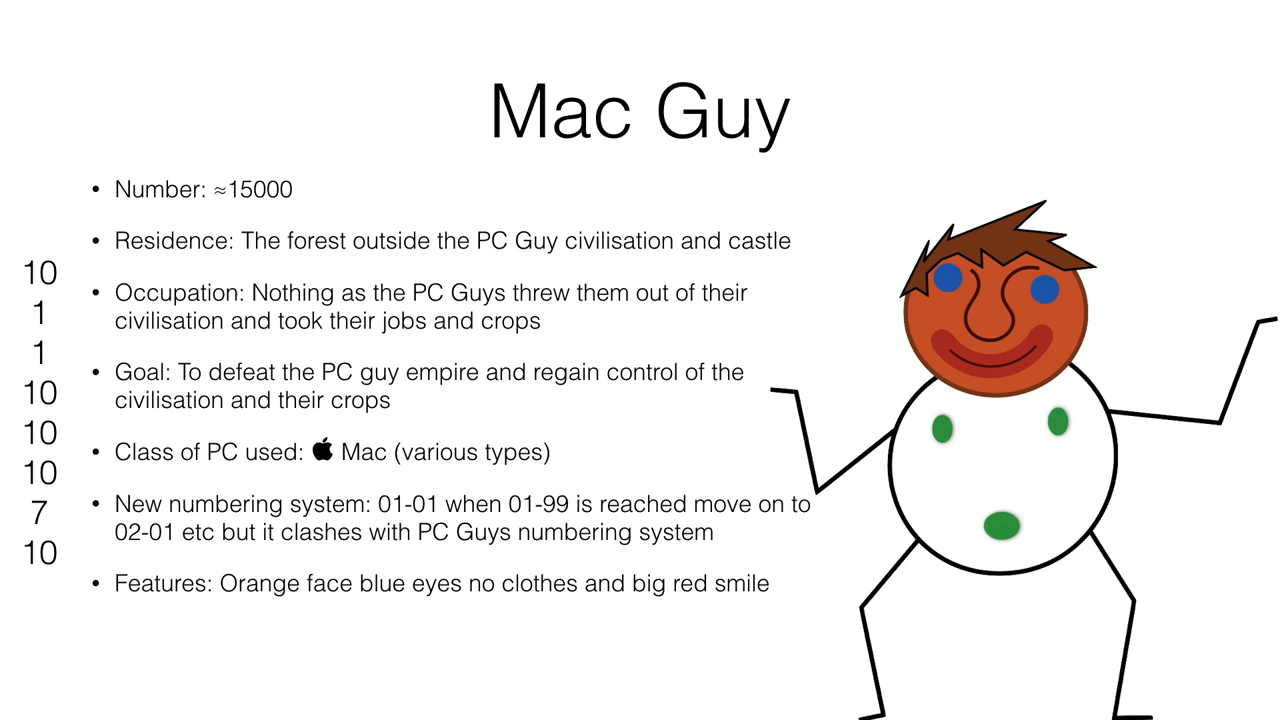 Mac Guy
• Number: ≈15000
• Residence: The forest outside the PC Guy civilisation and castle
• Occupation: Nothing as the PC Guys threw them out of their
civilisation and took their jobs and crops
• Goal: To defeat the PC guy empire and regain control of the
civilisation and their crops
• Class of PC used:  Mac (various types)
• New numbering system: 01-01 when 01-99 is reached move on to
02-01 etc but it clashes with PC Guys numbering system
• Features: Orange face blue eyes no clothes and big red smile
10
1
1
10
10
10
7
10